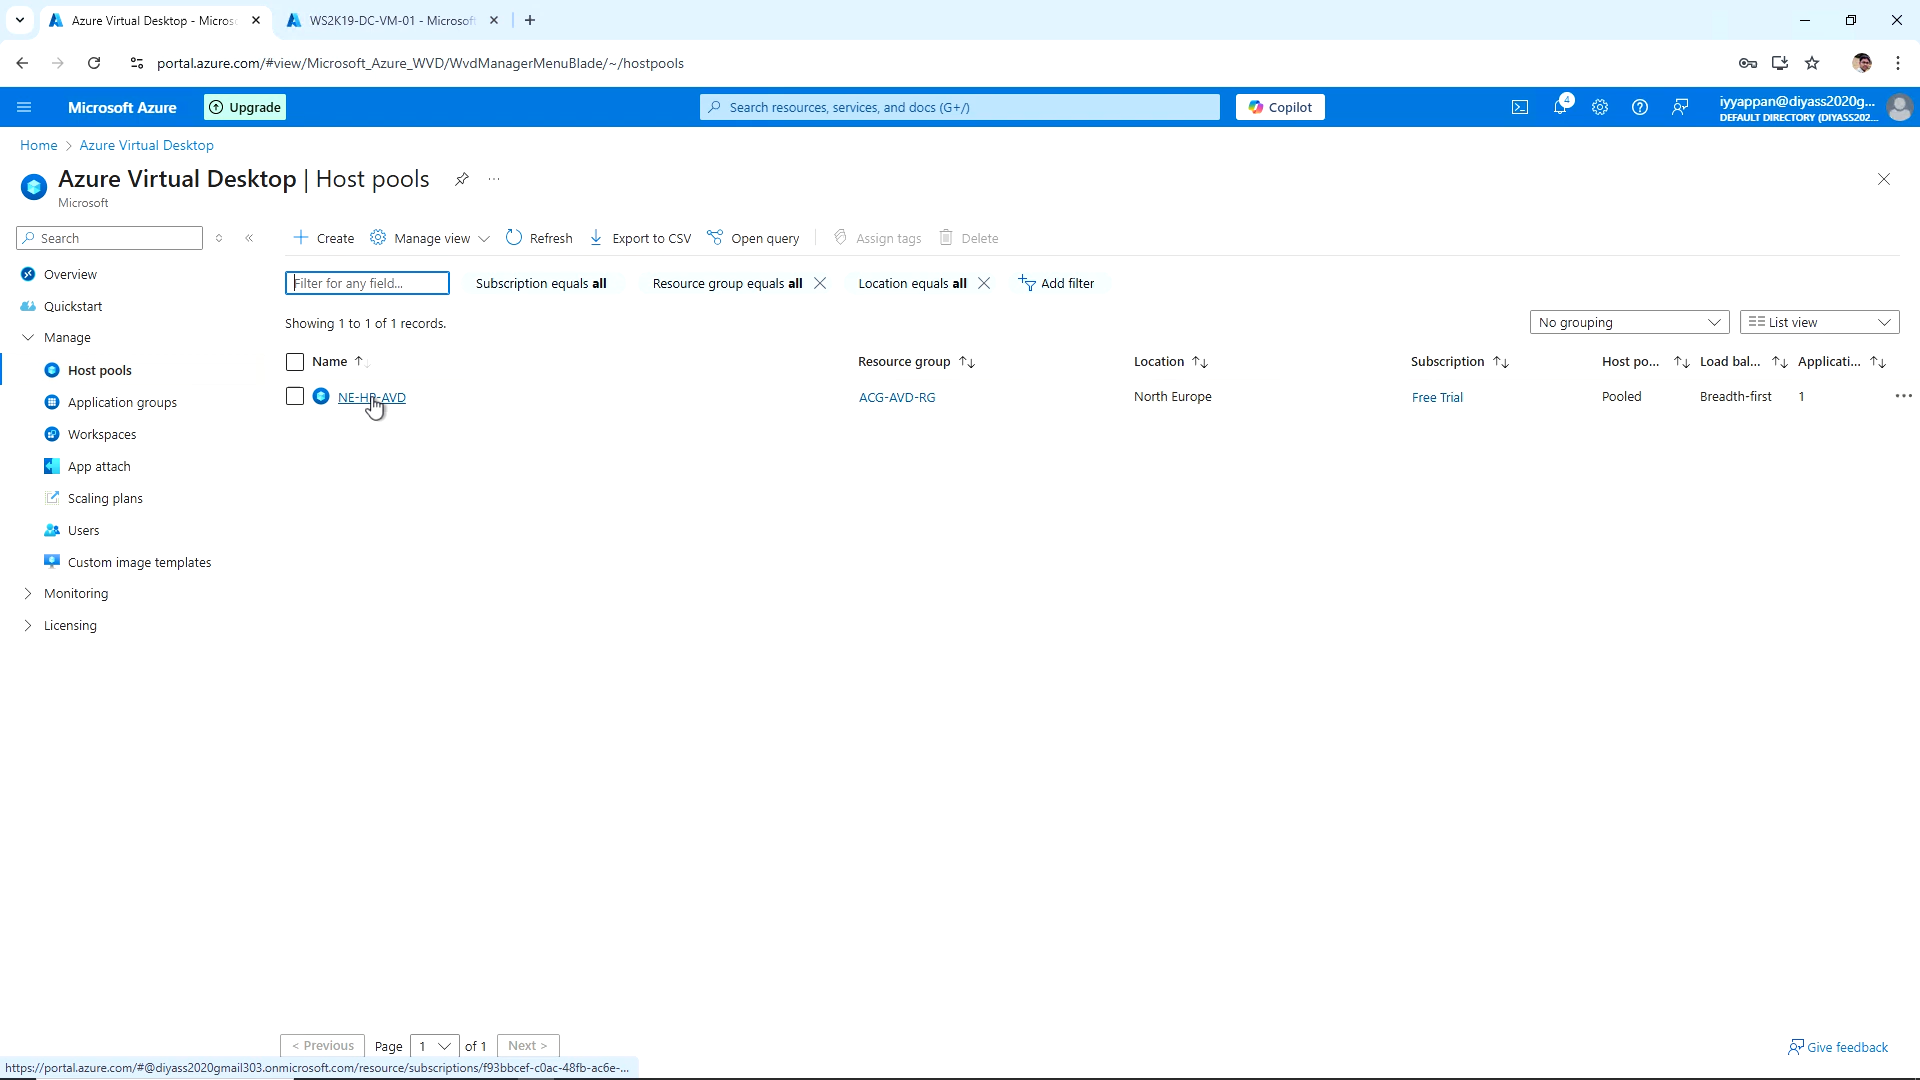 Azure Virtual Desktop - Micros
WS2K19-DC-VM-01 - Microsof
portal.azure.com/#view/Microsoft_Azure_WVD/WvdManagerMenuBlade/~/hostpools
Microsoft Azure
Upgrade
Search resources, services, and docs (G+/)
Copilot
4
iyyappan@diyass2020g...
DEFAULT DIRECTORY (DIYASS202...
Home > Azure Virtual Desktop
Azure Virtual Desktop | Host pools
Microsoft
Search
Create
Manage view
Refresh
Export to CSV
Open query
Assign tags
Delete
Overview
Quickstart
Manage
Host pools
Application groups
Workspaces
App attach
Scaling plans
Users
Custom image templates
Monitoring
Licensing
Filter for any field...
Subscription equals all
Resource group equals all
Location equals all
Add filter
Showing 1 to 1 of 1 records.
No grouping
List view
Name
Resource group
Location
Subscription
Host po...
Load bal...
Applicati...
NE-HR-AVD
ACG-AVD-RG
North Europe
Free Trial
Pooled
Breadth-first
1
< Previous
Page
1
of 1
Next >
Give feedback
https://portal.azure.com/#@diyass2020gmail303.onmicrosoft.com/resource/subscriptions/f93bbcef-c0ac-48fb-ac6e-...